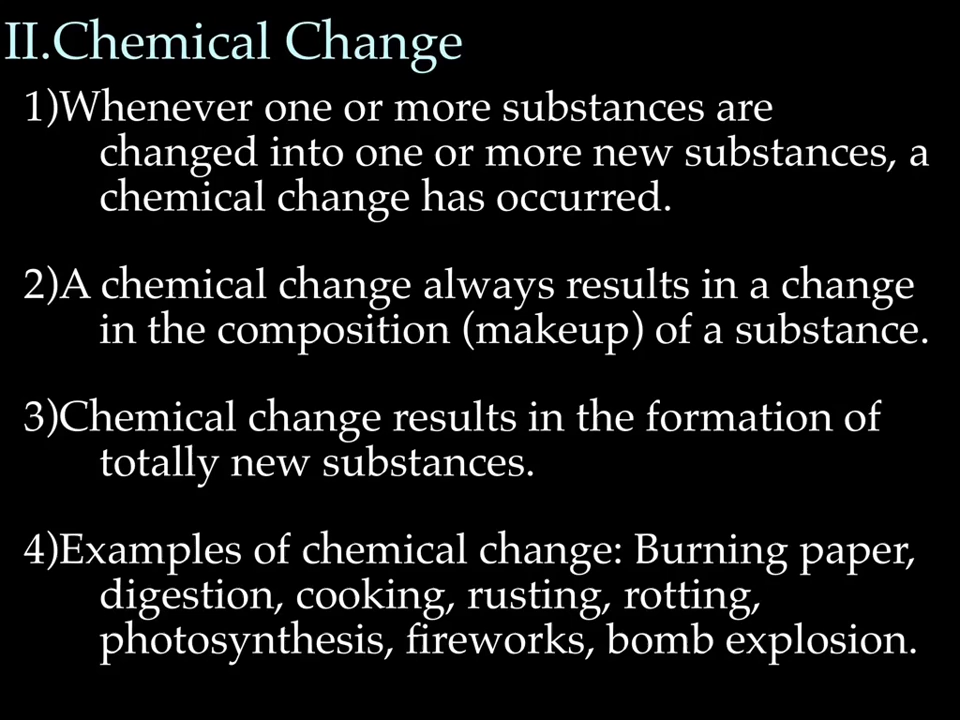 II.Chemical Change
1)Whenever one or more substances are
changed into one or more new substances, a
chemical change has occurred.
2)A chemical change always results in a change
in the composition (makeup) of a substance.
3)Chemical change results in the formation of
totally new substances.
4)Examples of chemical change: Burning paper,
digestion, cooking, rusting, rotting,
photosynthesis, fireworks, bomb explosion.